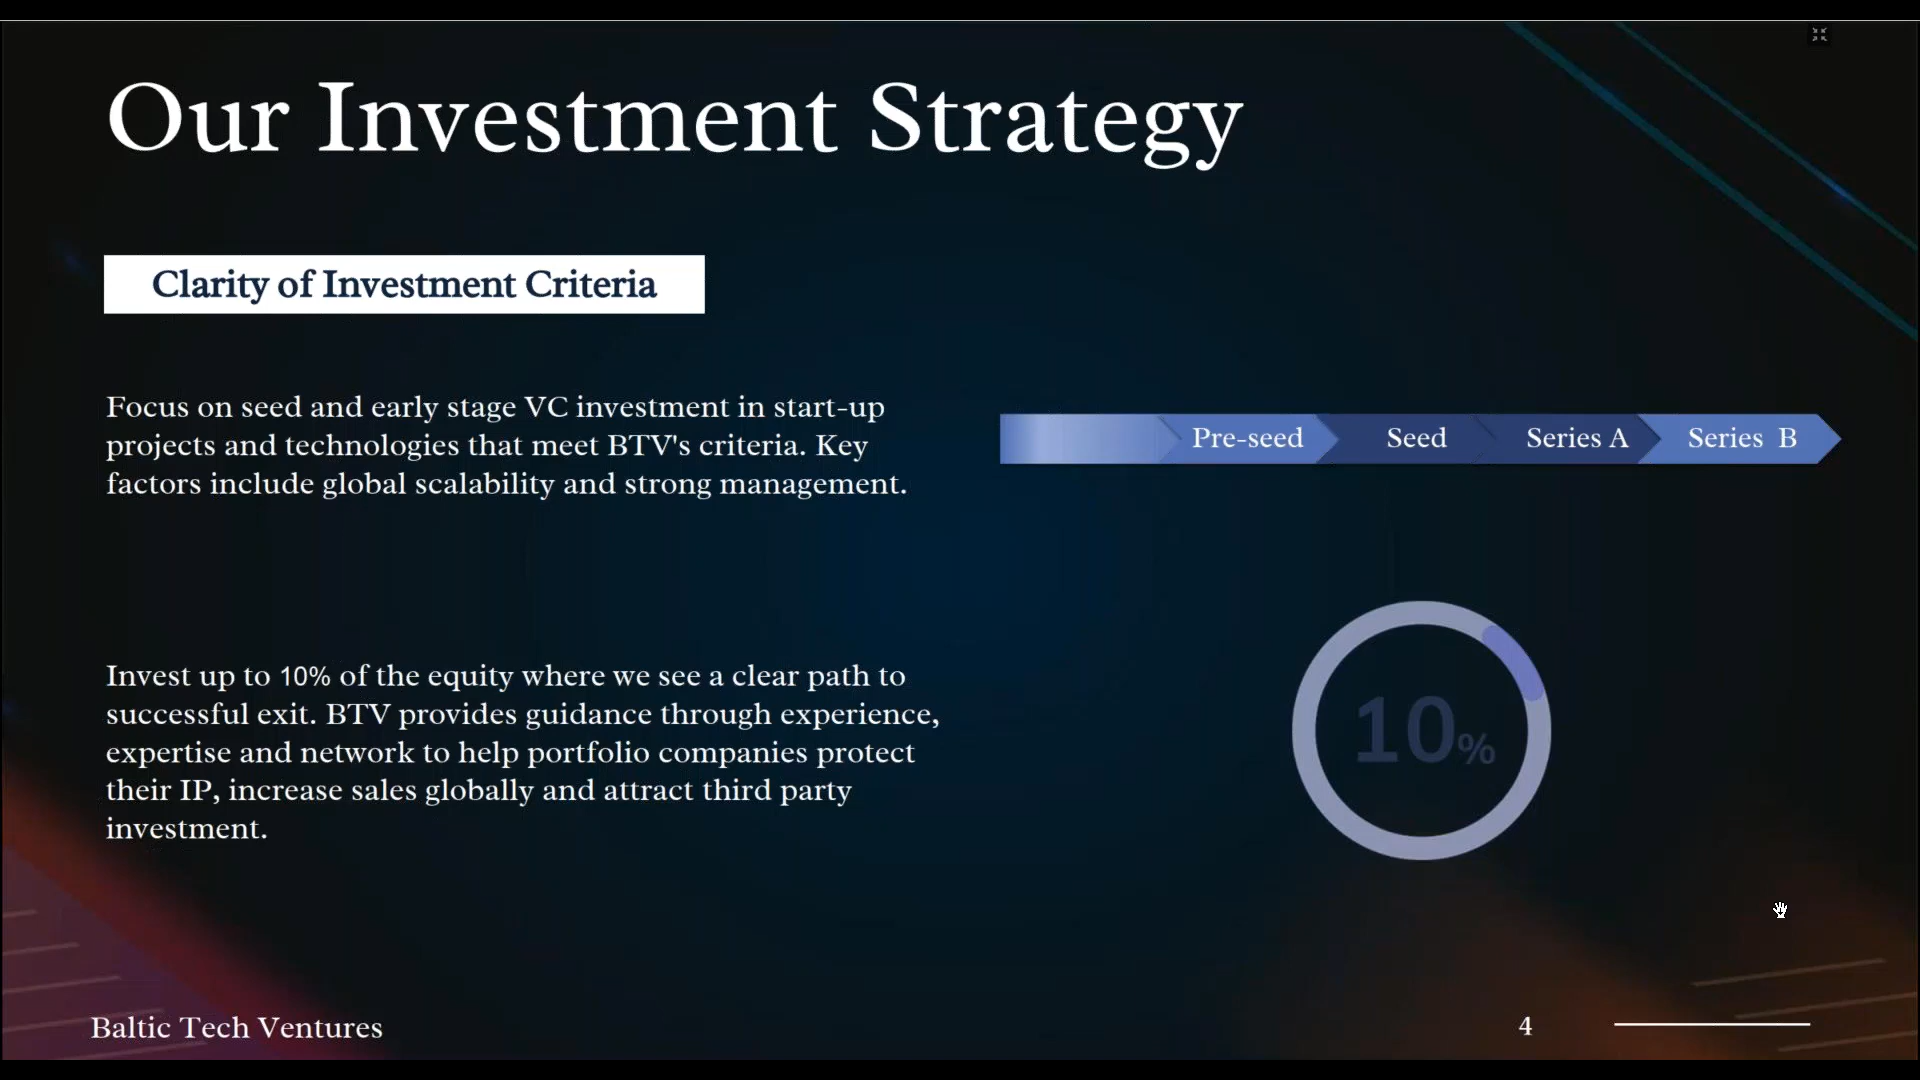 Our Investment Strategy
Clarity of Investment Criteria
Focus on seed and early stage VC investment in start-up
projects and technologies that meet BTV's criteria. Key
factors include global scalability and strong management.
Pre-seed
Seed
Series A
Series B
Invest up to 10% of the equity where we see a clear path to
successful exit. BTV provides guidance through experience,
expertise and network to help portfolio companies protect
their IP, increase sales globally and attract third party
investment.
10%
Baltic Tech Ventures
4